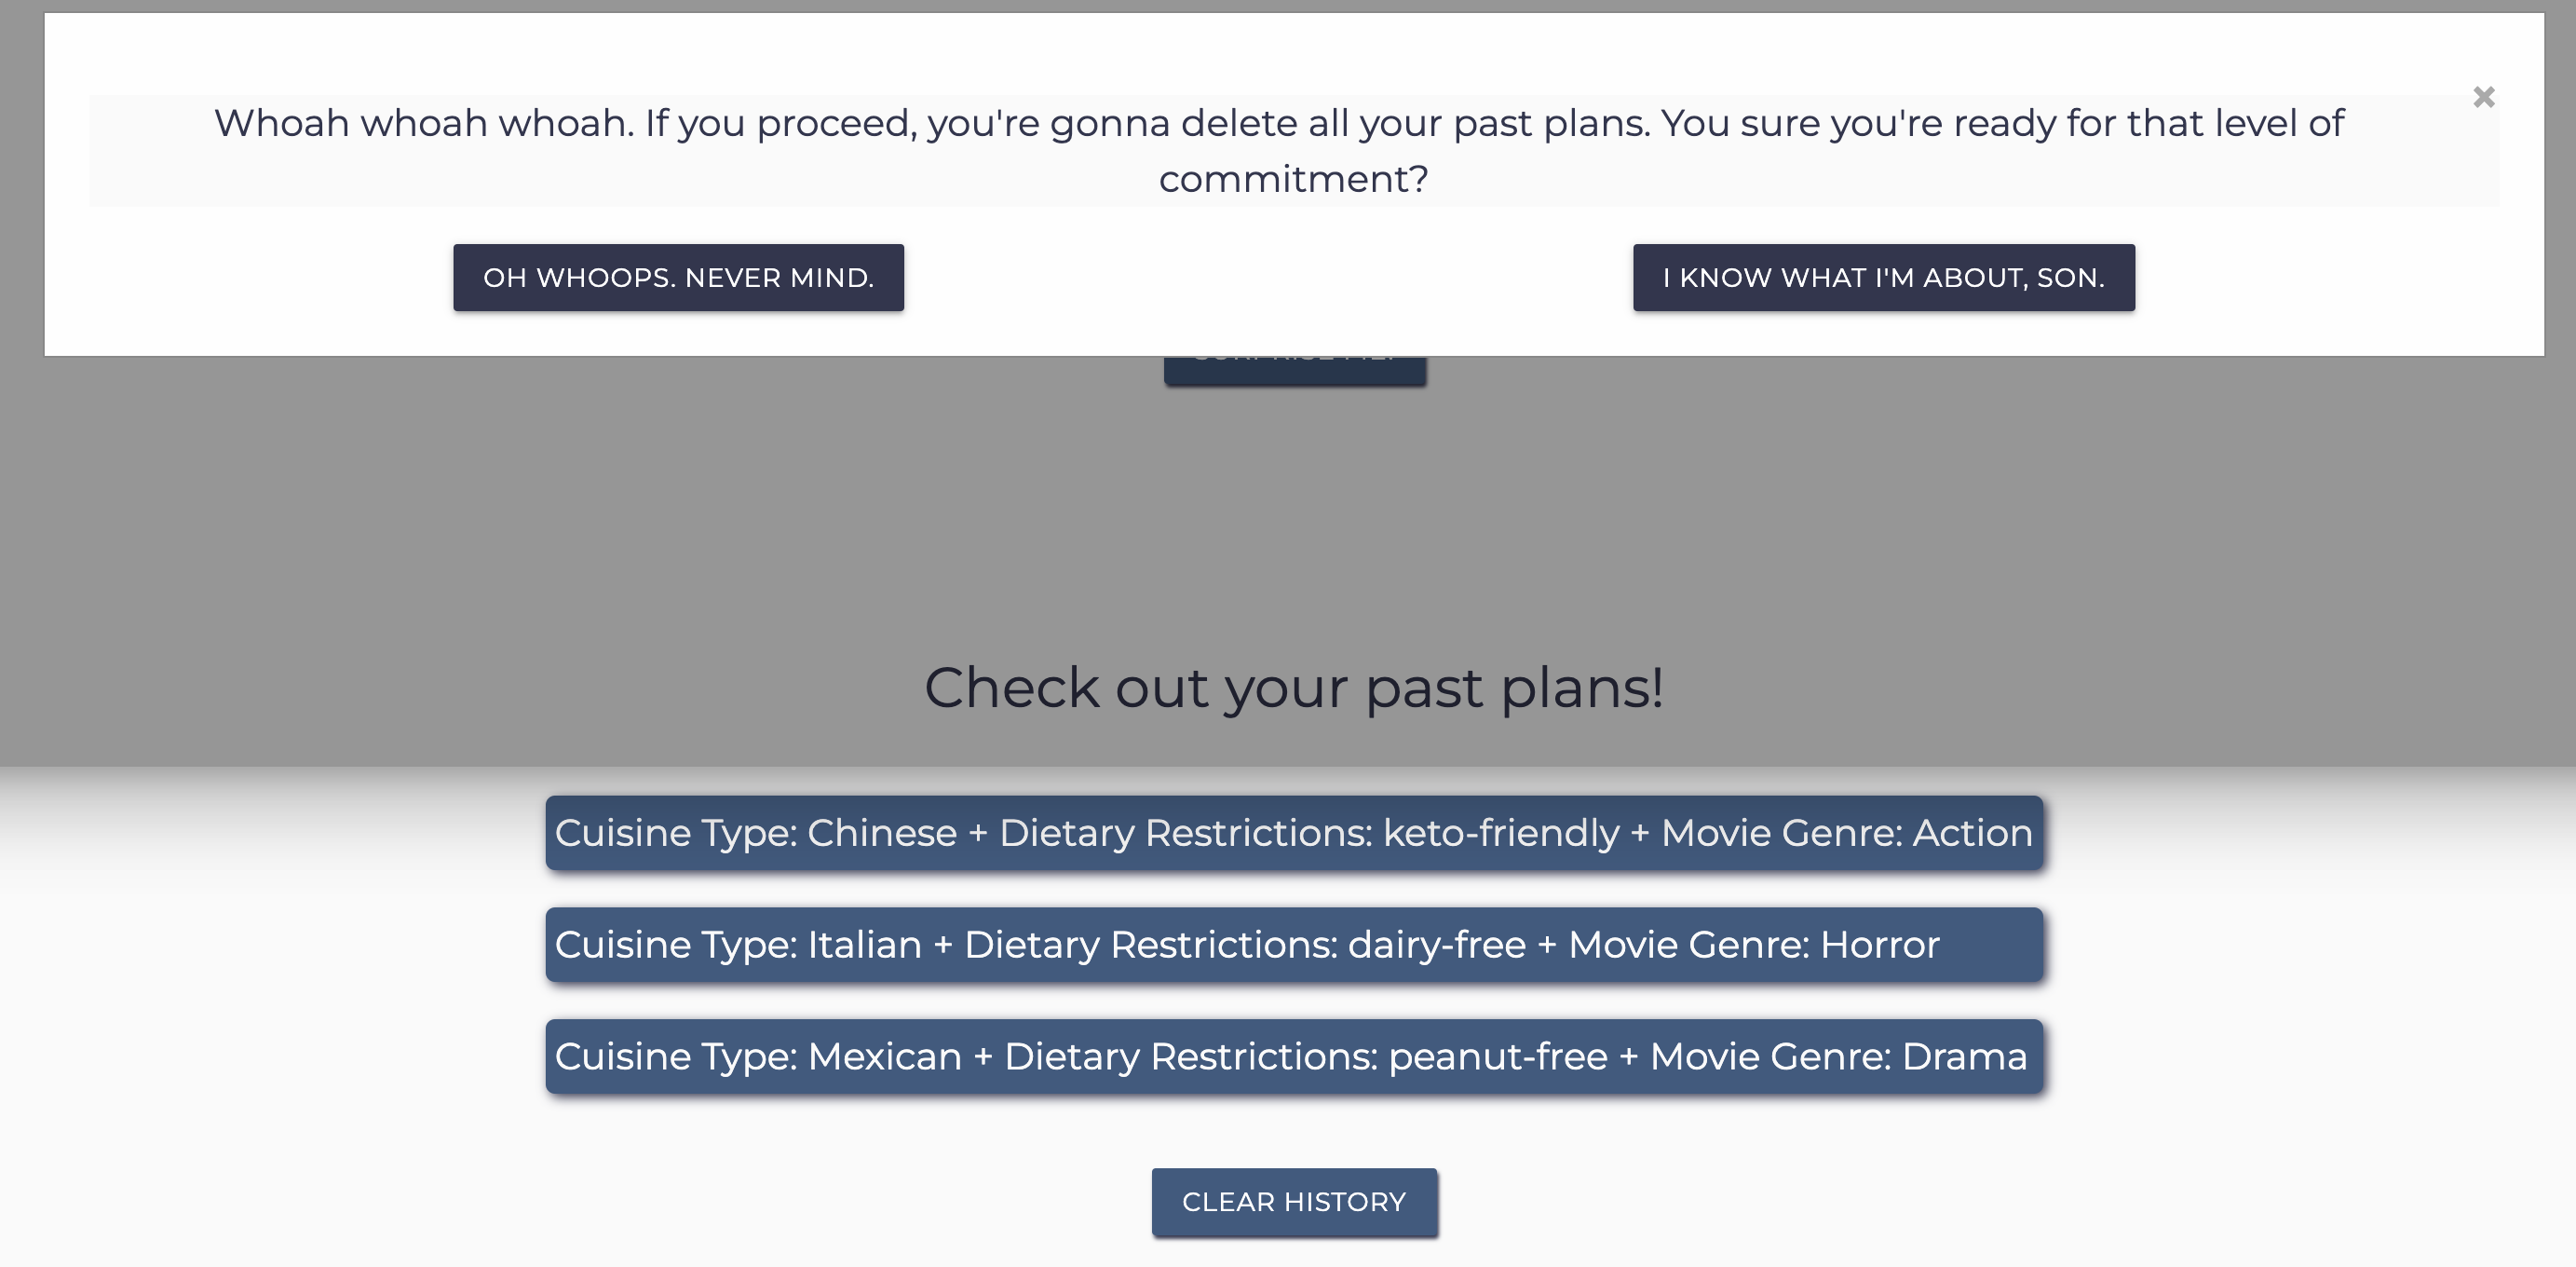 Whoah whoah whoah. If you proceed, you're gonna delete all your past plans. You sure you're ready for that level of
commitment?
OH WHOOPS. NEVER MIND.
I KNOW WHAT I'M ABOUT, SON.
Check out your past plans!
Cuisine Type: Chinese + Dietary Restrictions: keto-friendly + Movie Genre: Action
Cuisine Type: Italian + Dietary Restrictions: dairy-free + Movie Genre: Horror
Cuisine Type: Mexican + Dietary Restrictions: peanut-free + Movie Genre: Drama
CLEAR HISTORY